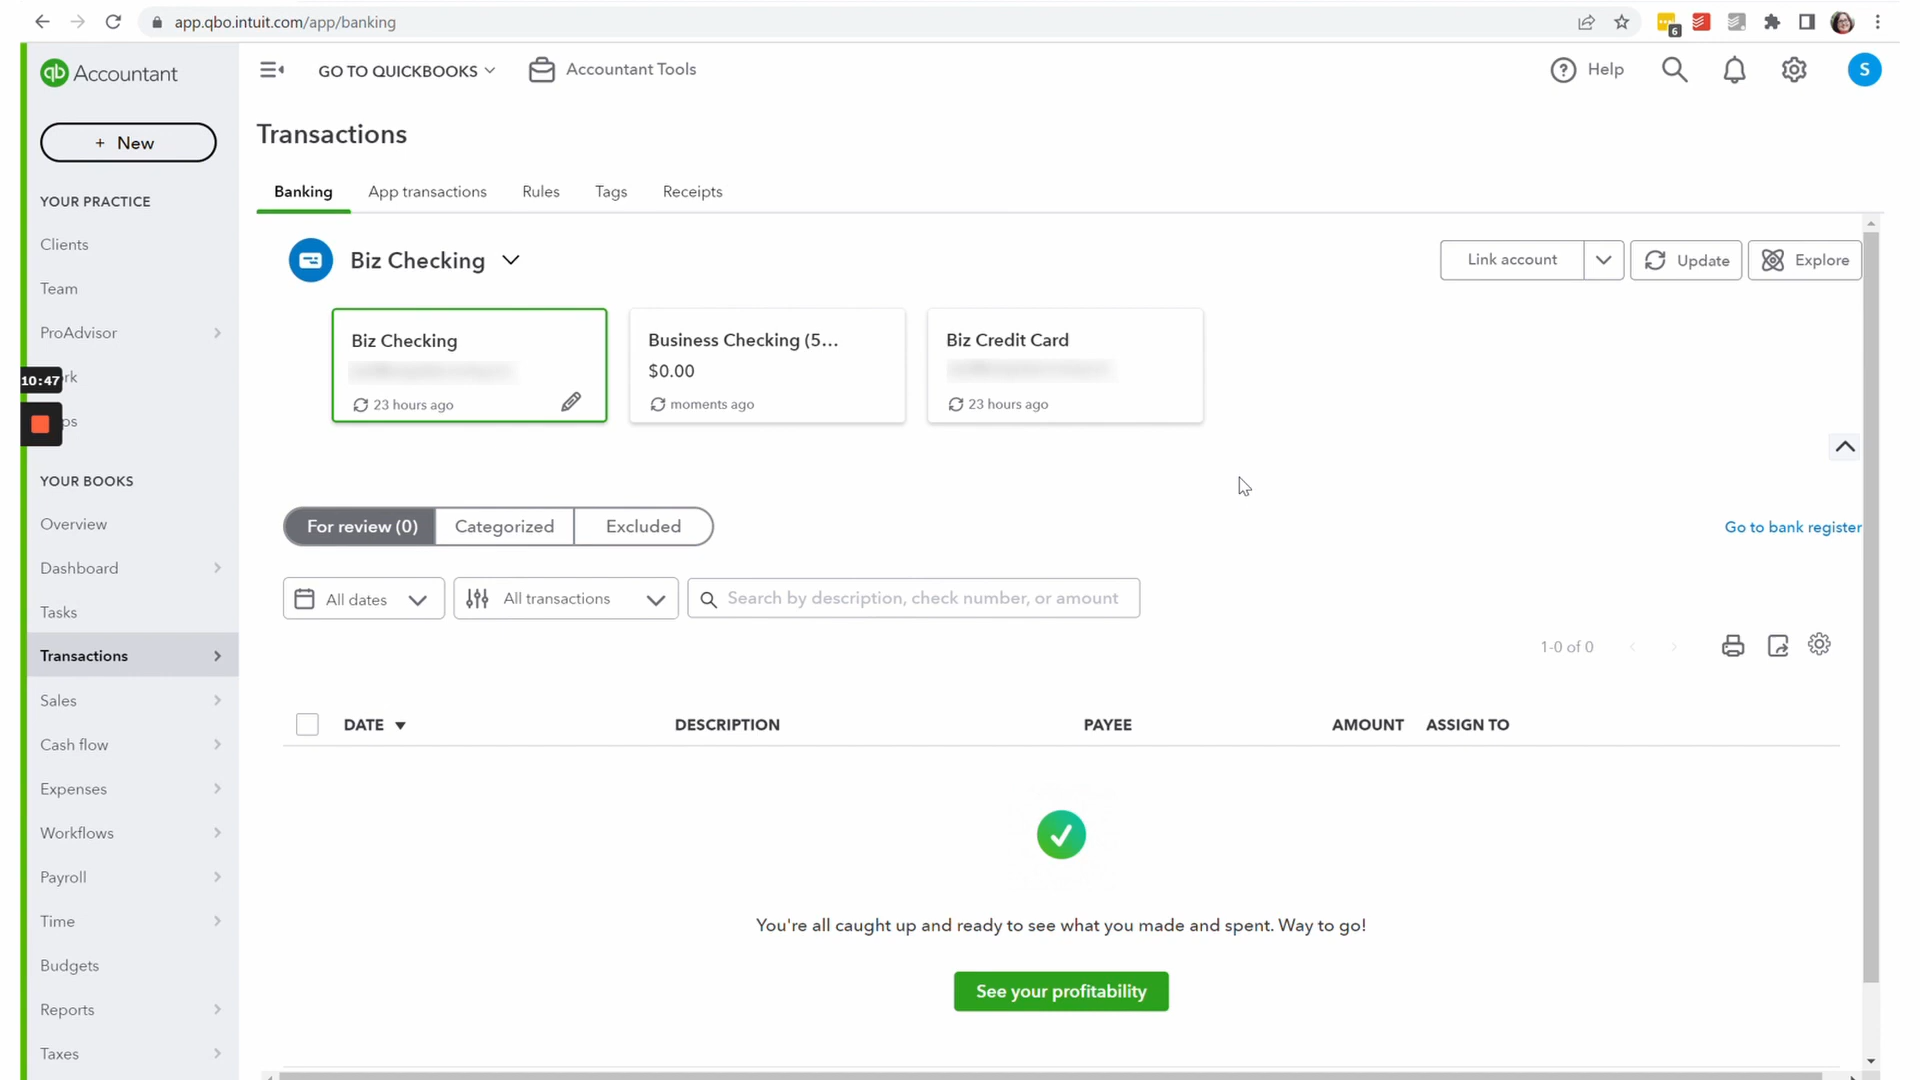 app.qbo.intuit.com/app/banking
6
qb Accountant
GO TO QUICKBOOKS
Accountant Tools
Help
S
+ New
Transactions
YOUR PRACTICE
Banking
App transactions
Rules
Tags
Receipts
Clients
Team
ProAdvisor
10:47
rk
ps
YOUR BOOKS
Overview
Dashboard
Tasks
Transactions
Sales
Cash flow
Expenses
Workflows
Payroll
Time
Budgets
Reports
Taxes
Biz Checking
Link account
Update
Explore
Biz Checking
23 hours ago
Business Checking (5...
$0.00
moments ago
Biz Credit Card
23 hours ago
For review (0)
Categorized
Excluded
Go to bank register
All dates
All transactions
Search by description, check number, or amount
1-0 of 0
DATE
DESCRIPTION
PAYEE
AMOUNT
ASSIGN TO
You're all caught up and ready to see what you made and spent. Way to go!
See your profitability